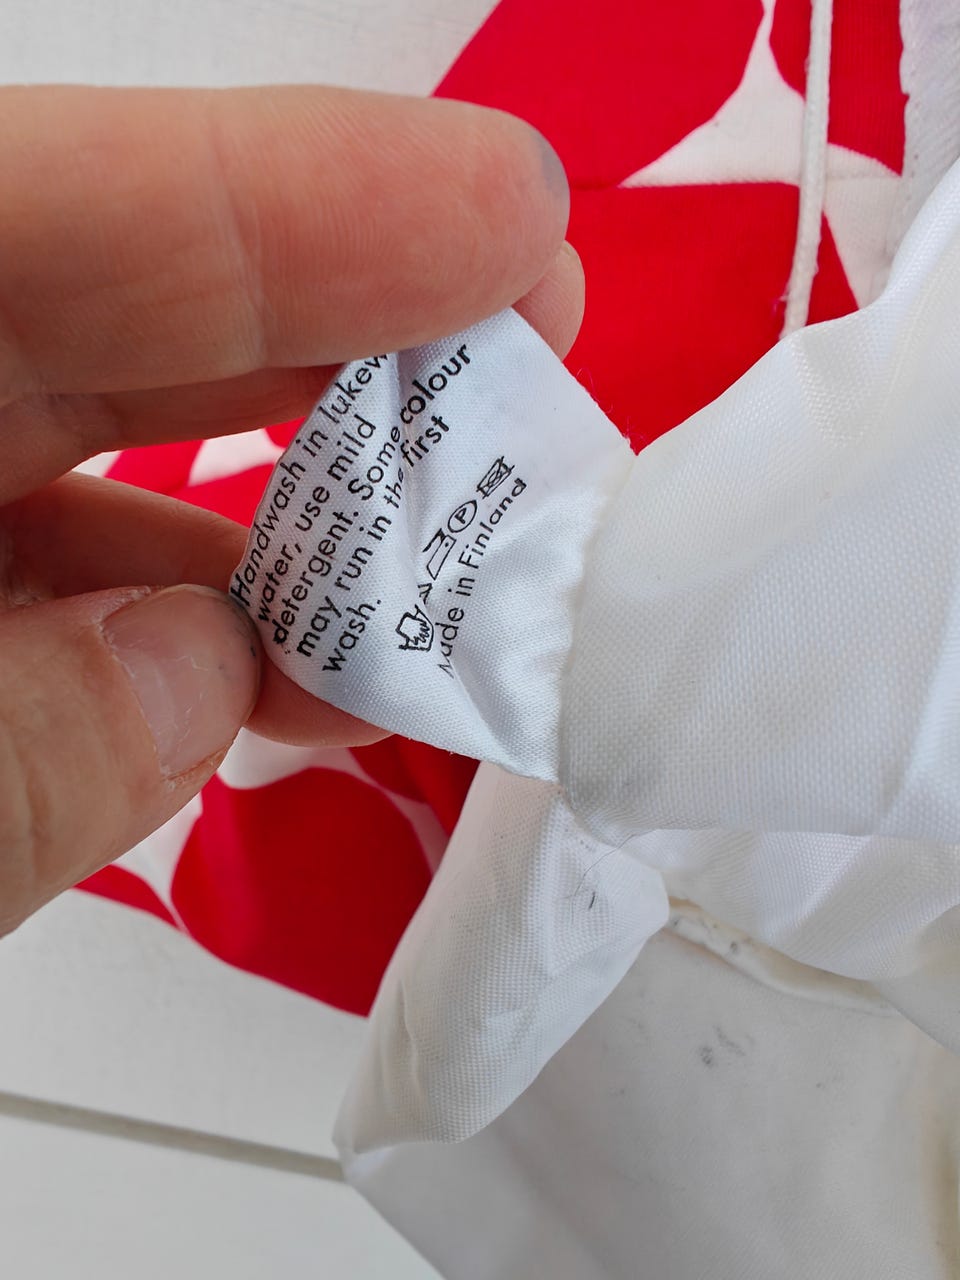 Handwash in lukew
water, use mild
detergent. Some colour
may run in the first
wash.
P
Made in Finland